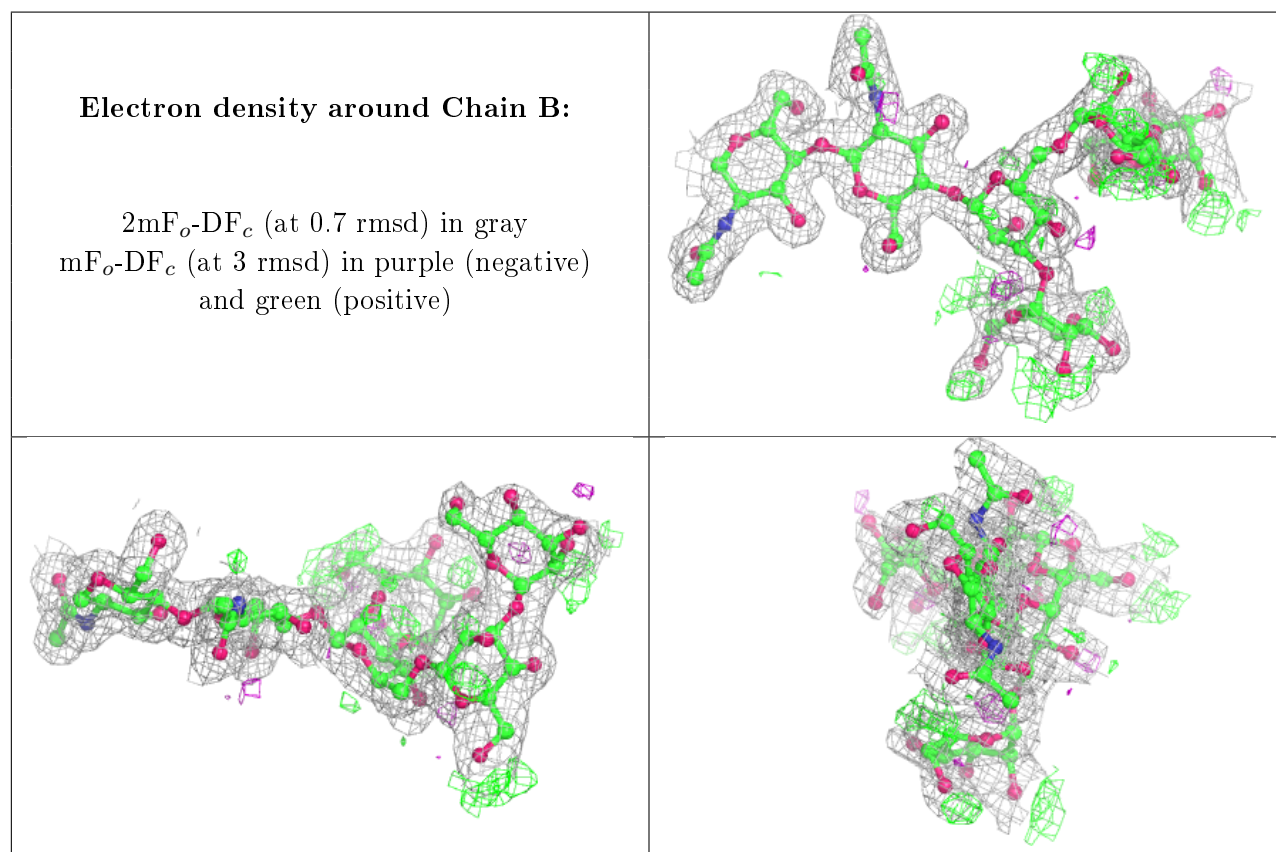 Electron density around Chain B:
2mFₒ-DF𝒸 (at 0.7 rmsd) in gray
mFₒ-DF𝒸 (at 3 rmsd) in purple (negative)
and green (positive)